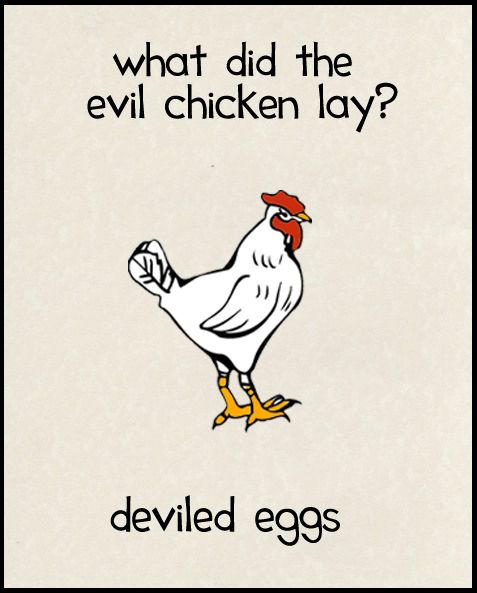 what did the
evil chicken lay?
deviled eggs